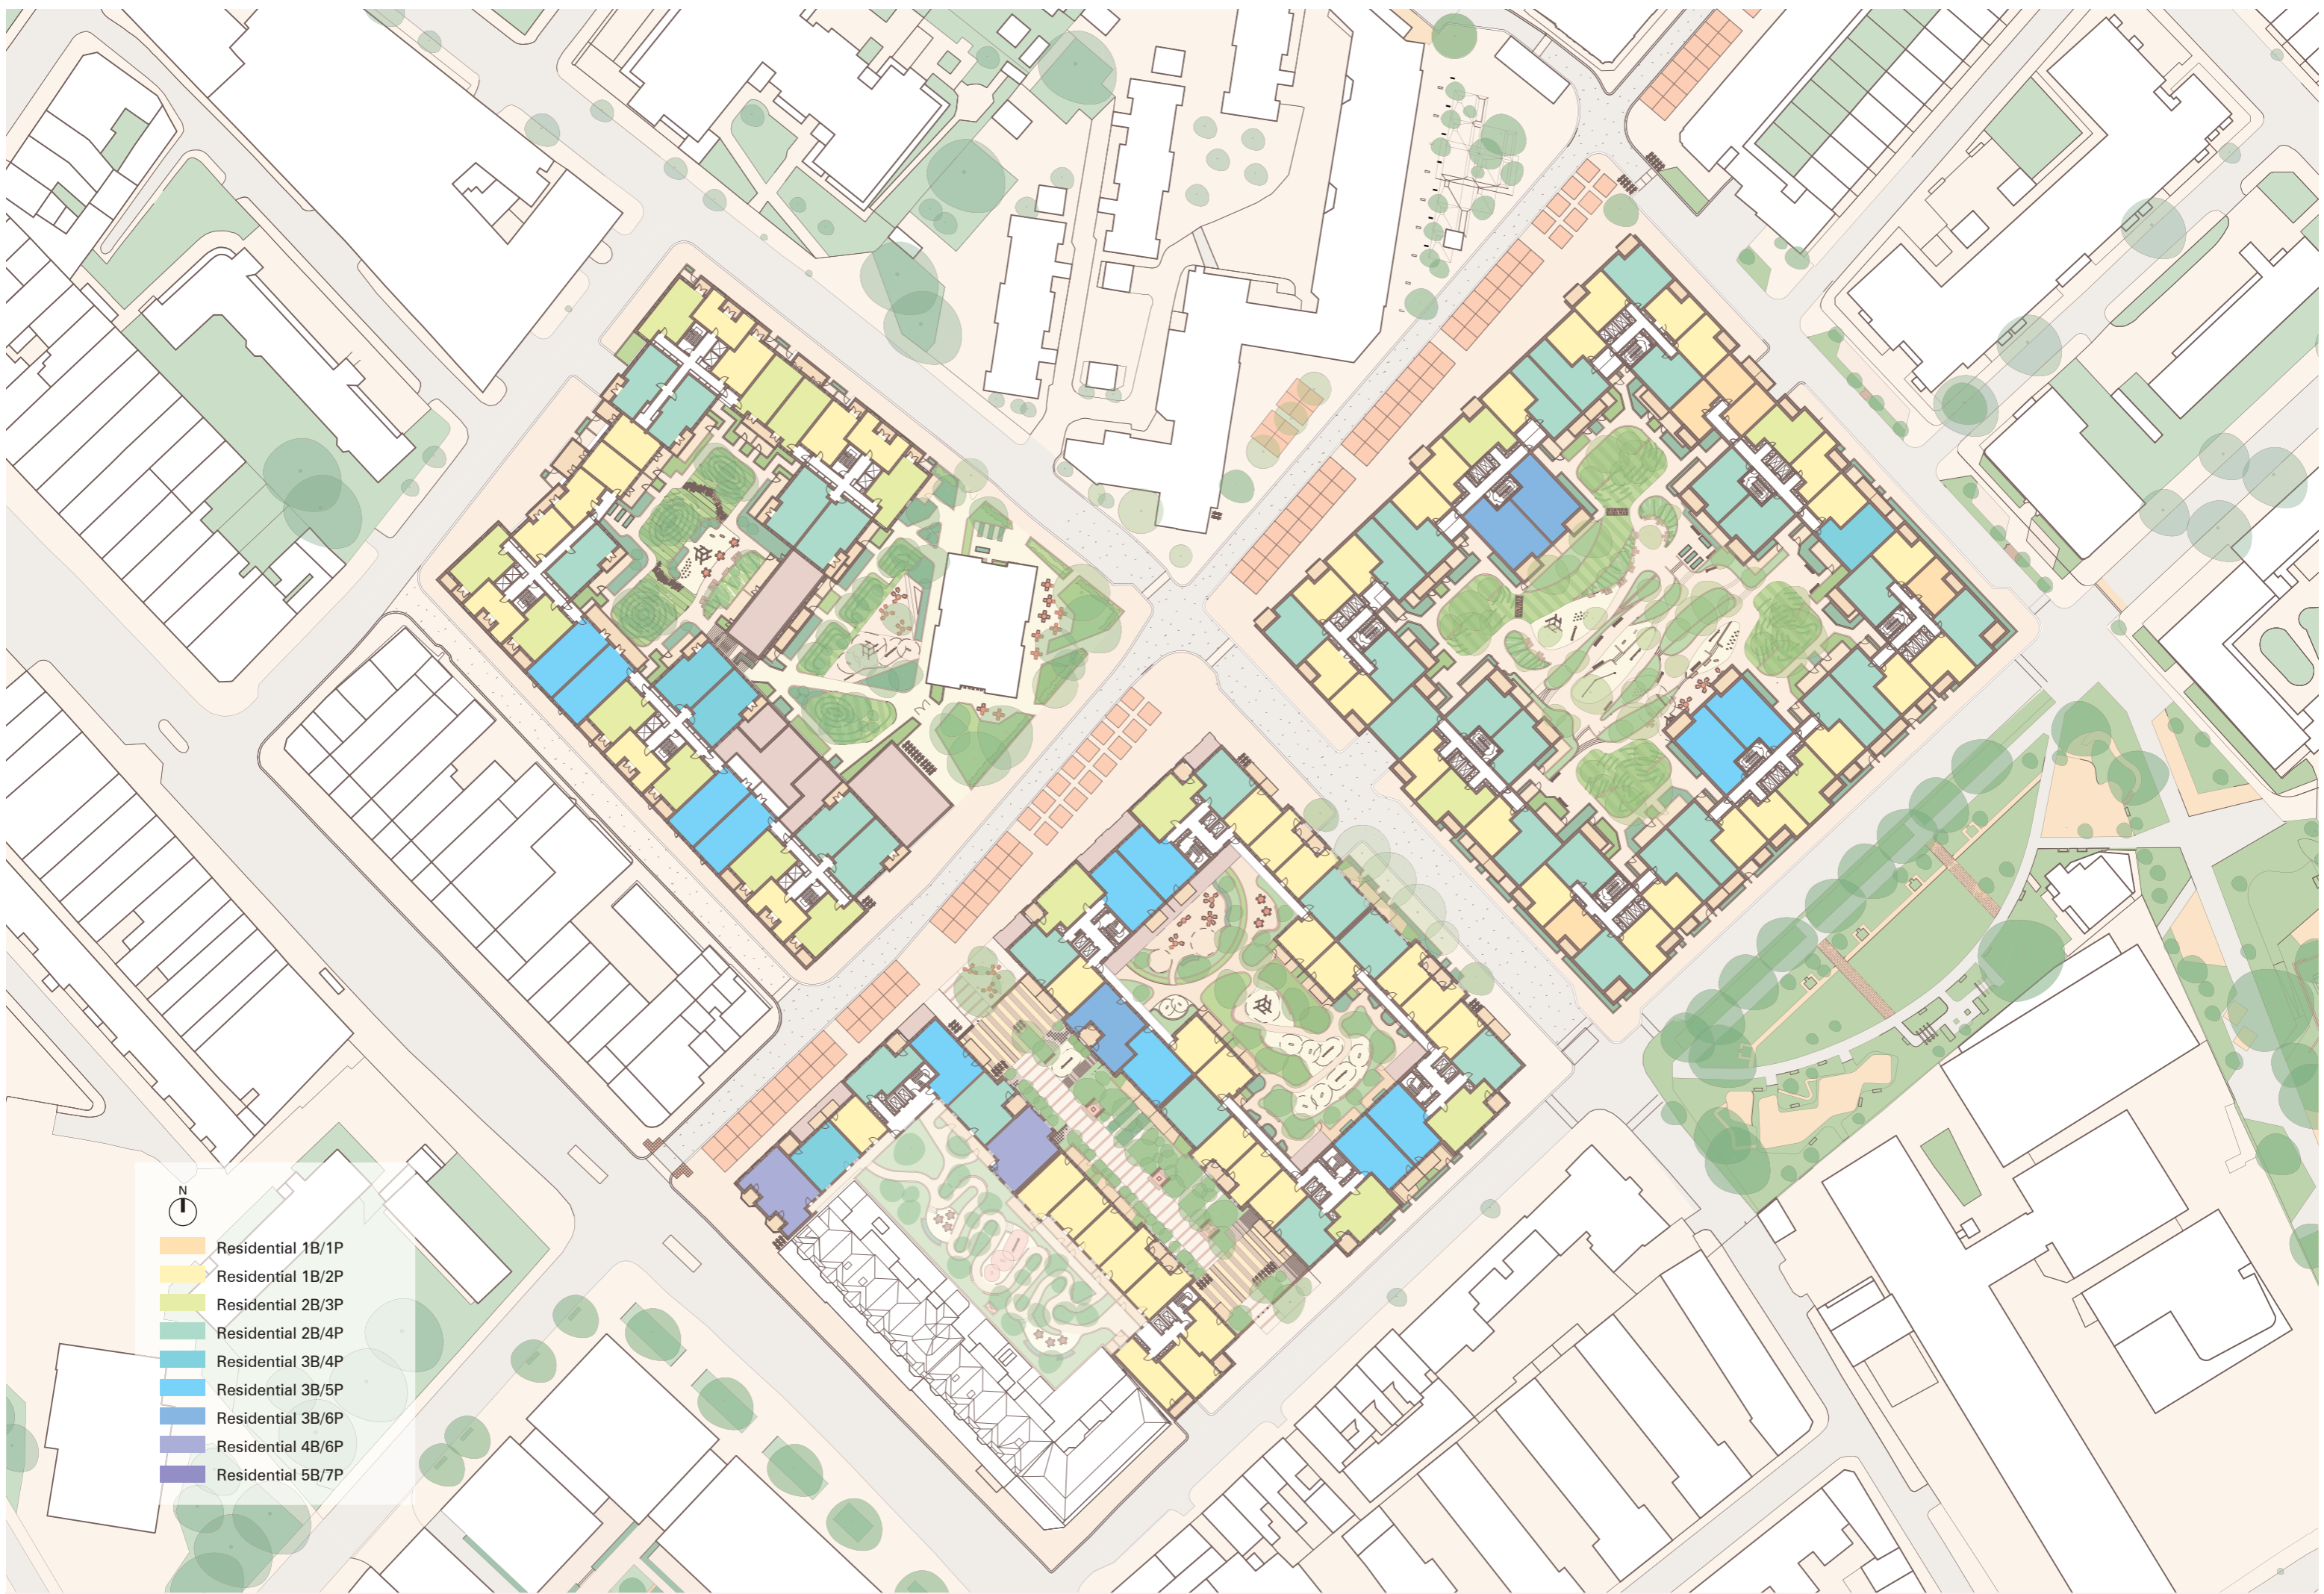 N
Residential 1B/1P
Residential 1B/2P
Residential 2B/3P
Residential 2B/4P
Residential 3B/4P
Residential 3B/5P
Residential 3B/6P
Residential 4B/6P
Residential 5B/7P